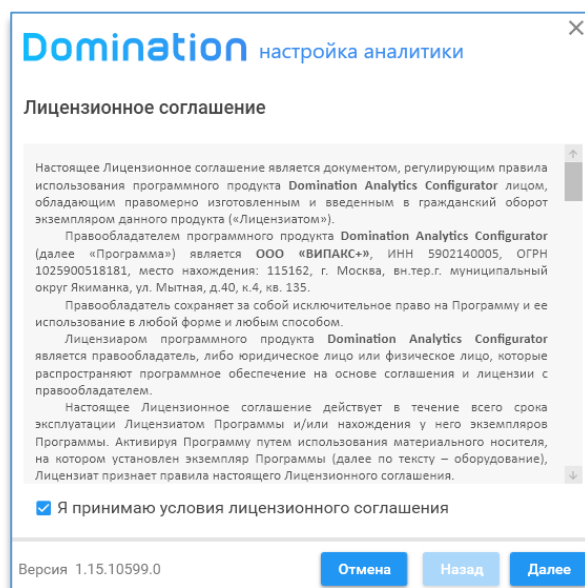 Domination настройка аналитики
Лицензионное соглашение
Настоящее Лицензионное соглашение является документом, регулирующим правила
использования программного продукта Domination Analytics Configurator лицом,
обладающим правомерно изготовленным и введенным в гражданский оборот
экземпляром данного продукта («Лицензиатом»).
Правообладателем программного продукта Domination Analytics Configurator
(далее «Программа») является ООО «ВИПАКС+», ИНН 5902140005, ОГРН
1025900518181, место нахождения: 115162, г. Москва, вн.тер.г. муниципальный
округ Якиманка, ул. Мытная, д.40, к.4, кв. 135.
Правообладатель сохраняет за собой исключительное право на Программу и ее
использование в любой форме и любым способом.
Лицензиаром программного продукта Domination Analytics Configurator
является правообладатель, либо юридическое лицо или физическое лицо, которые
распространяют программное обеспечение на основе соглашения и лицензии с
правообладателем.
Настоящее Лицензионное соглашение действует в течение всего срока
эксплуатации Лицензиатом Программы и/или нахождения у него экземпляров
Программы. Активируя Программу путем использования материального носителя,
на котором установлен экземпляр Программы (далее по тексту – оборудование),
Лицензиат признает правила настоящего Лицензионного соглашения.
Я принимаю условия лицензионного соглашения
Версия 1.15.10599.0 Отмена Назад Далее